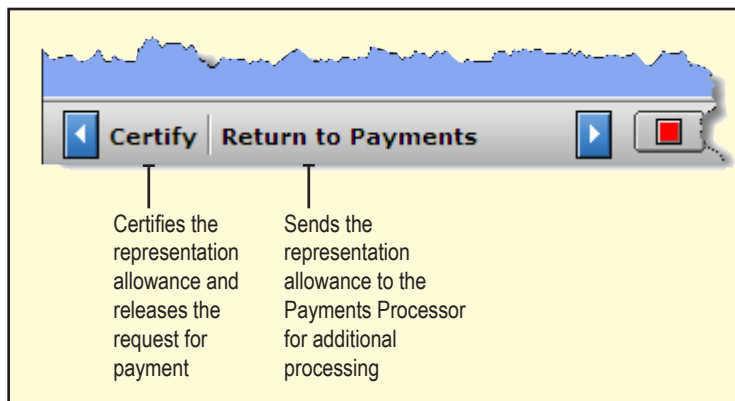 Certify Return to Payments
Certifies the
representation
allowance and
releases the
request for
payment
Sends the
representation
allowance to the
Payments Processor
for additional
processing